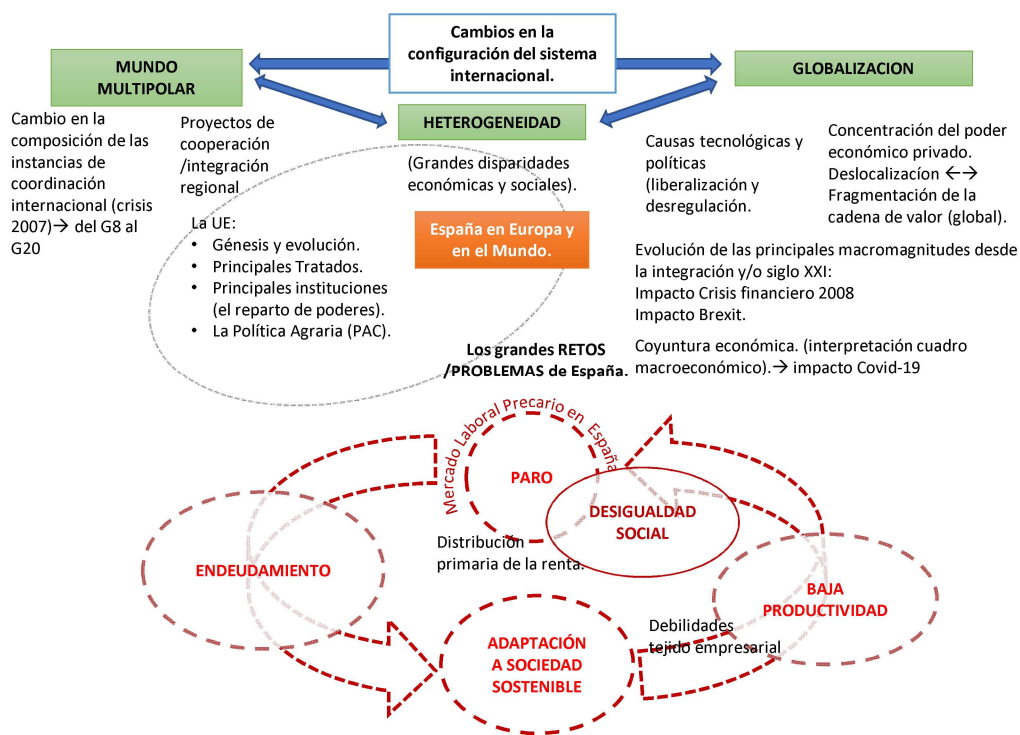 Cambios en la
configuración del sistema
internacional.
MUNDO
MULTIPOLAR
GLOBALIZACION
HETEROGENEIDAD
Cambio en la
composición de las
instancias de
coordinación
internacional (crisis
2007)→ del G8 al
G20
Proyectos de
cooperación
/integración
regional
(Grandes disparidades
económicas y sociales).
Causas tecnológicas y
políticas
(liberalización y
desregulación.
Concentración del poder
económico privado.
Deslocalizacíon ←→
Fragmentación de la
cadena de valor (global).
La UE:
• Génesis y evolución.
• Principales Tratados.
• Principales instituciones
(el reparto de poderes).
• La Política Agraria (PAC).
España en Europa y
en el Mundo.
Evolución de las principales macromagnitudes desde
la integración y/o siglo XXI:
Impacto Crisis financiero 2008
Impacto Brexit.
Coyuntura económica. (interpretación cuadro
macroeconómico).→ impacto Covid-19
Los grandes RETOS
/PROBLEMAS de España.
Mercado Laboral Precario en España
PARO
DESIGUALDAD
SOCIAL
Distribución
primaria de la renta.
ENDEUDAMIENTO
BAJA
PRODUCTIVIDAD
Debilidades
tejido empresarial
ADAPTACIÓN
A SOCIEDAD
SOSTENIBLE